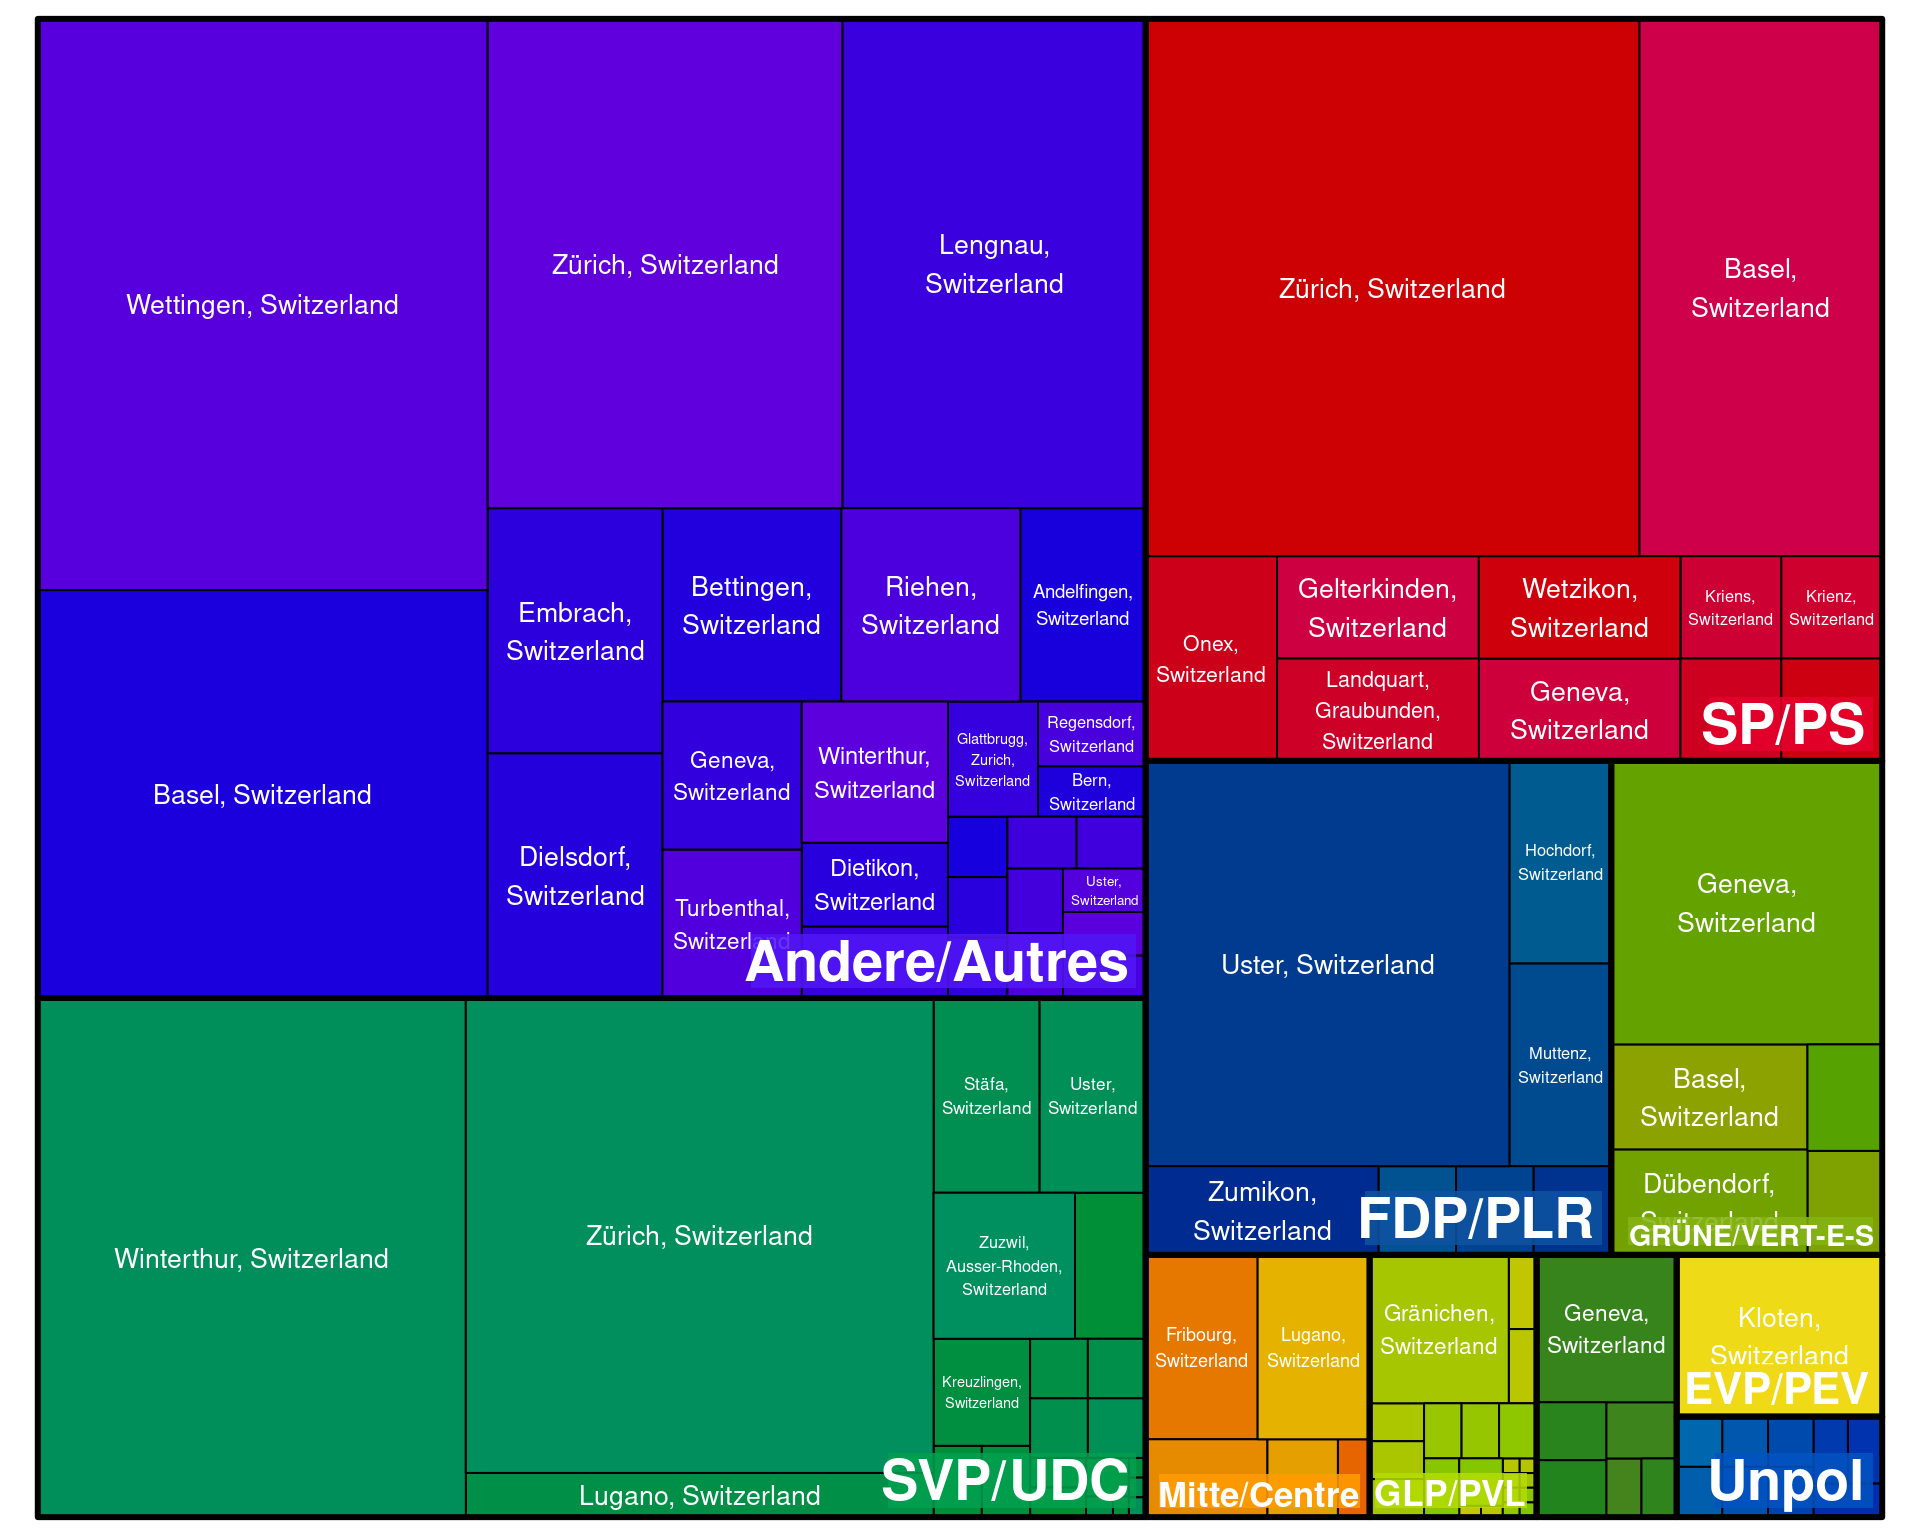 Wettingen, Switzerland
Zürich, Switzerland
Lengnau,
Switzerland
Basel, Switzerland
Embrach,
Switzerland
Bettingen,
Switzerland
Riehen,
Switzerland
Andelfingen,
Switzerland
Dielsdorf,
Switzerland
Geneva,
Switzerland
Winterthur,
Switzerland
Glattbrugg,
Zurich,
Switzerland
Regensdorf,
Switzerland
Bern,
Switzerland
Turbenthal,
Switzerland
Dietikon,
Switzerland
Uster,
Switzerland
Andere/Autres
Zürich, Switzerland
Basel,
Switzerland
Onex,
Switzerland
Gelterkinden,
Switzerland
Wetzikon,
Switzerland
Kriens,
Switzerland
Krienz,
Switzerland
Landquart,
Graubunden,
Switzerland
Geneva,
Switzerland
SP/PS
Winterthur, Switzerland
Zürich, Switzerland
Lugano, Switzerland
Stäfa,
Switzerland
Uster,
Switzerland
Zuzwil,
Ausser-Rhoden,
Switzerland
Kreuzlingen,
Switzerland
SVP/UDC
Uster, Switzerland
Hochdorf,
Switzerland
Muttenz,
Switzerland
Zumikon,
Switzerland
FDP/PLR
Geneva,
Switzerland
Basel,
Switzerland
Dübendorf,
Switzerland
GRÜNE/VERT-E-S
Fribourg,
Switzerland
Lugano,
Switzerland
Mitte/Centre
Gränichen,
Switzerland
GLP/PVL
Geneva,
Switzerland
Kloten,
Switzerland
EVP/PEV
Unpol